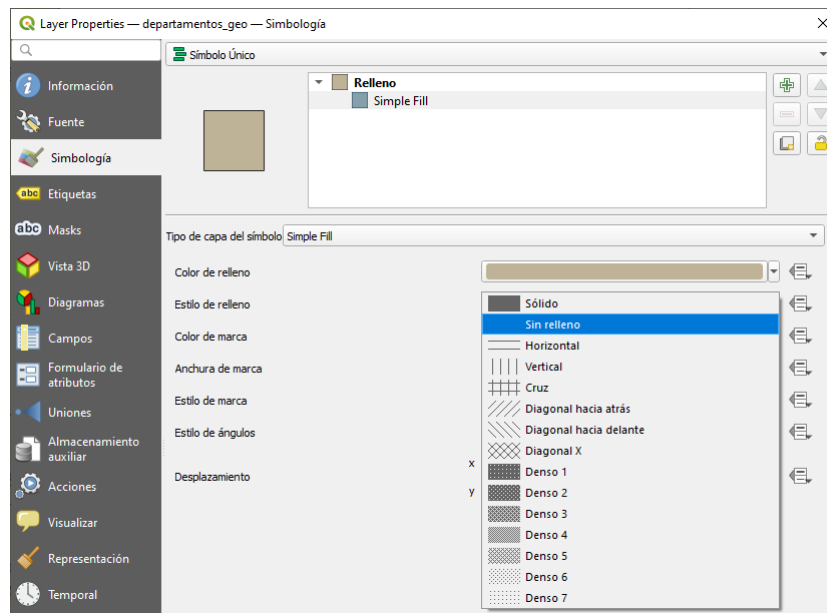 Layer Properties — departamentos_geo — Simbología
Símbolo Único
Información
Fuente
Simbología
abc Etiquetas
abc Masks
Vista 3D
Diagramas
Campos
Formulario de
atributos
Uniones
Almacenamiento
auxiliar
Acciones
Visualizar
Representación
Temporal
Relleno
Simple Fill
Tipo de capa del símbolo Simple Fill
Color de relleno
Estilo de relleno
Color de marca
Anchura de marca
Estilo de marca
Estilo de ángulos
Desplazamiento
x
y
Sólido
Sin relleno
Horizontal
Vertical
Cruz
Diagonal hacia atrás
Diagonal hacia delante
Diagonal X
Denso 1
Denso 2
Denso 3
Denso 4
Denso 5
Denso 6
Denso 7